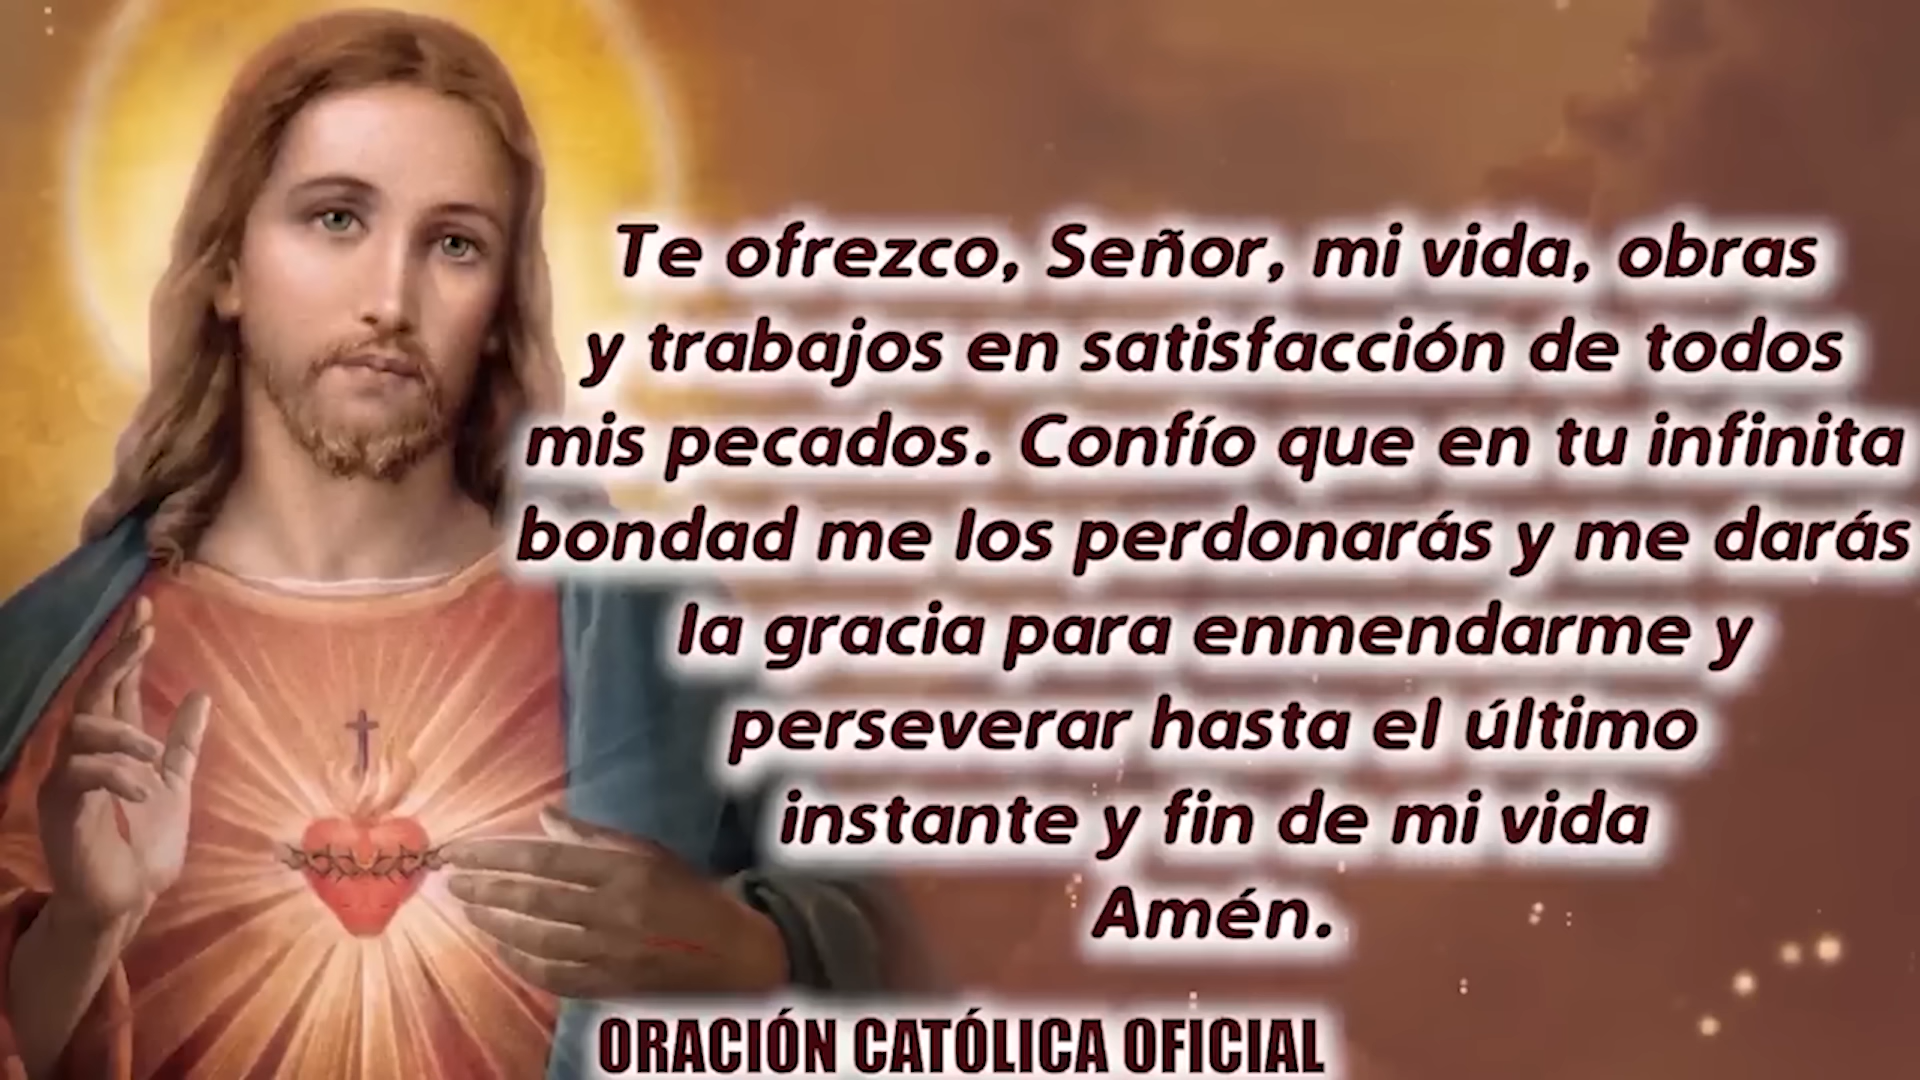 Te ofrezco, Señor, mi vida, obras
y trabajos en satisfacción de todos
mis pecados. Confío que en tu infinita
bondad me los perdonarás y me darás
la gracia para enmendarme y
perseverar hasta el último
instante y fin de mi vida
Amén.
ORACIÓN CATÓLICA OFICIAL